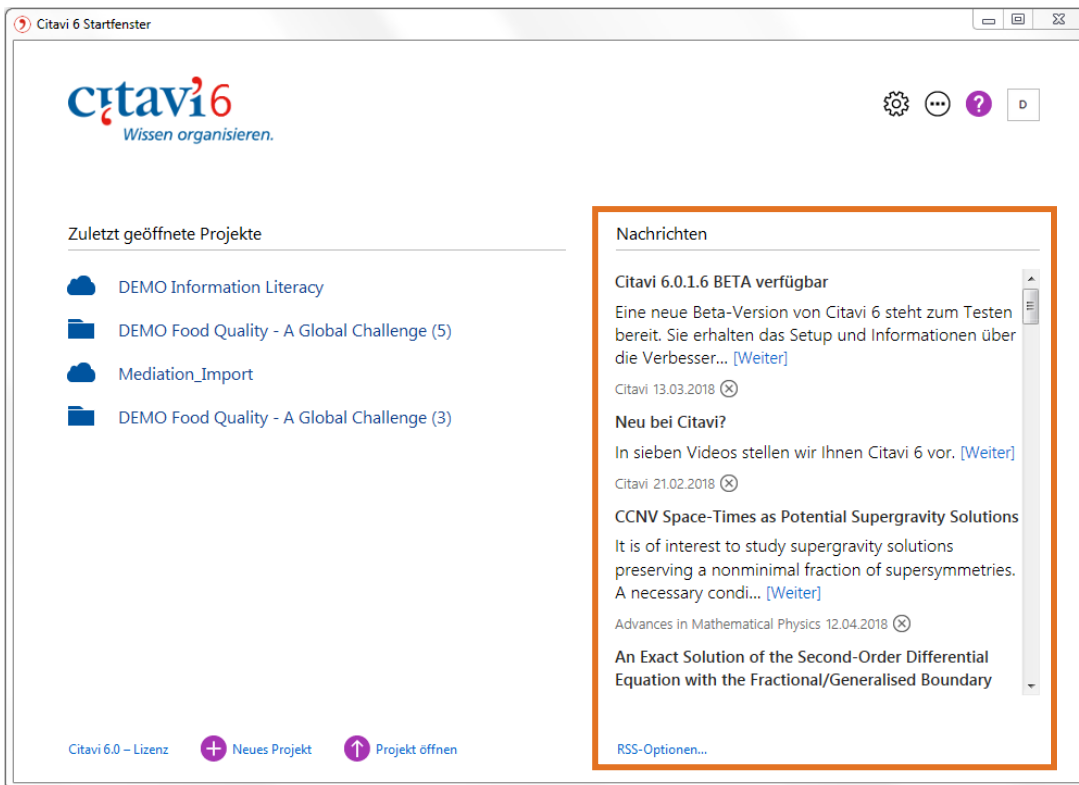 Citavi 6 Startfenster
citavi 6
Wissen organisieren.
?
D
Zuletzt geöffnete Projekte
DEMO Information Literacy
DEMO Food Quality - A Global Challenge (5)
Mediation_Import
DEMO Food Quality - A Global Challenge (3)
Nachrichten
Citavi 6.0.1.6 BETA verfügbar
Eine neue Beta-Version von Citavi 6 steht zum Testen
bereit. Sie erhalten das Setup und Informationen über
die Verbesser... [Weiter]
Citavi 13.03.2018
Neu bei Citavi?
In sieben Videos stellen wir Ihnen Citavi 6 vor. [Weiter]
Citavi 21.02.2018
CCNV Space-Times as Potential Supergravity Solutions
It is of interest to study supergravity solutions
preserving a nonminimal fraction of supersymmetries.
A necessary condi... [Weiter]
Advances in Mathematical Physics 12.04.2018
An Exact Solution of the Second-Order Differential
Equation with the Fractional/Generalised Boundary
Citavi 6.0 – Lizenz
Neues Projekt
Projekt öffnen
RSS-Optionen...